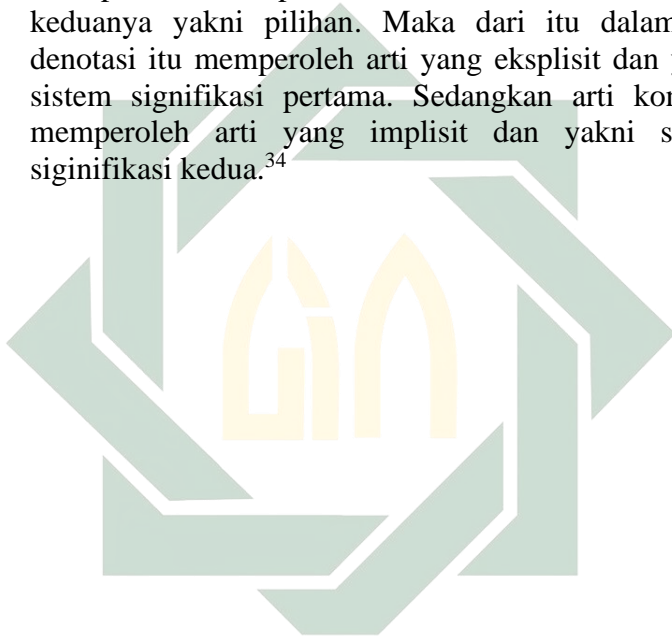 keduanya yakni pilihan. Maka dari itu dalam
denotasi itu memperoleh arti yang eksplisit dan
sistem signifikasi pertama. Sedangkan arti
memperoleh arti yang implisit dan yakni
siginifikasi kedua.³⁴
UIN